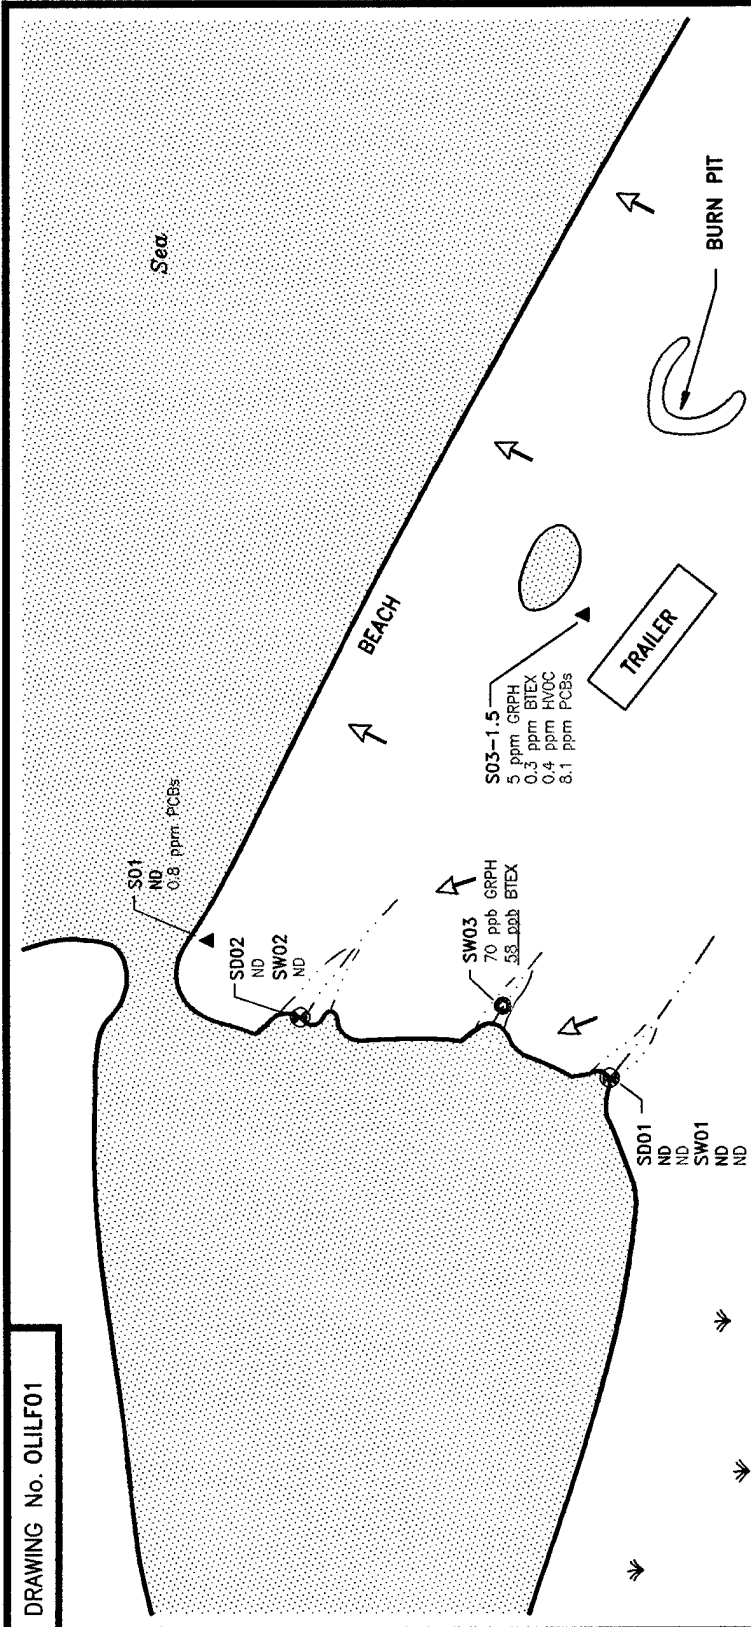 DRAWING No. OLILF01
Sea
S01
ND
0.8 ppm PCBs
SD02
ND
SW02
ND
BEACH
SW03
70 ppb GRPH
58 ppb BTEX
S03-1.5
5 ppm GRPH
0.3 ppm BTEX
0.4 ppm HVOC
8.1 ppm PCBs
TRAILER
BURN PIT
SD01
ND
ND
SW01
ND
ND